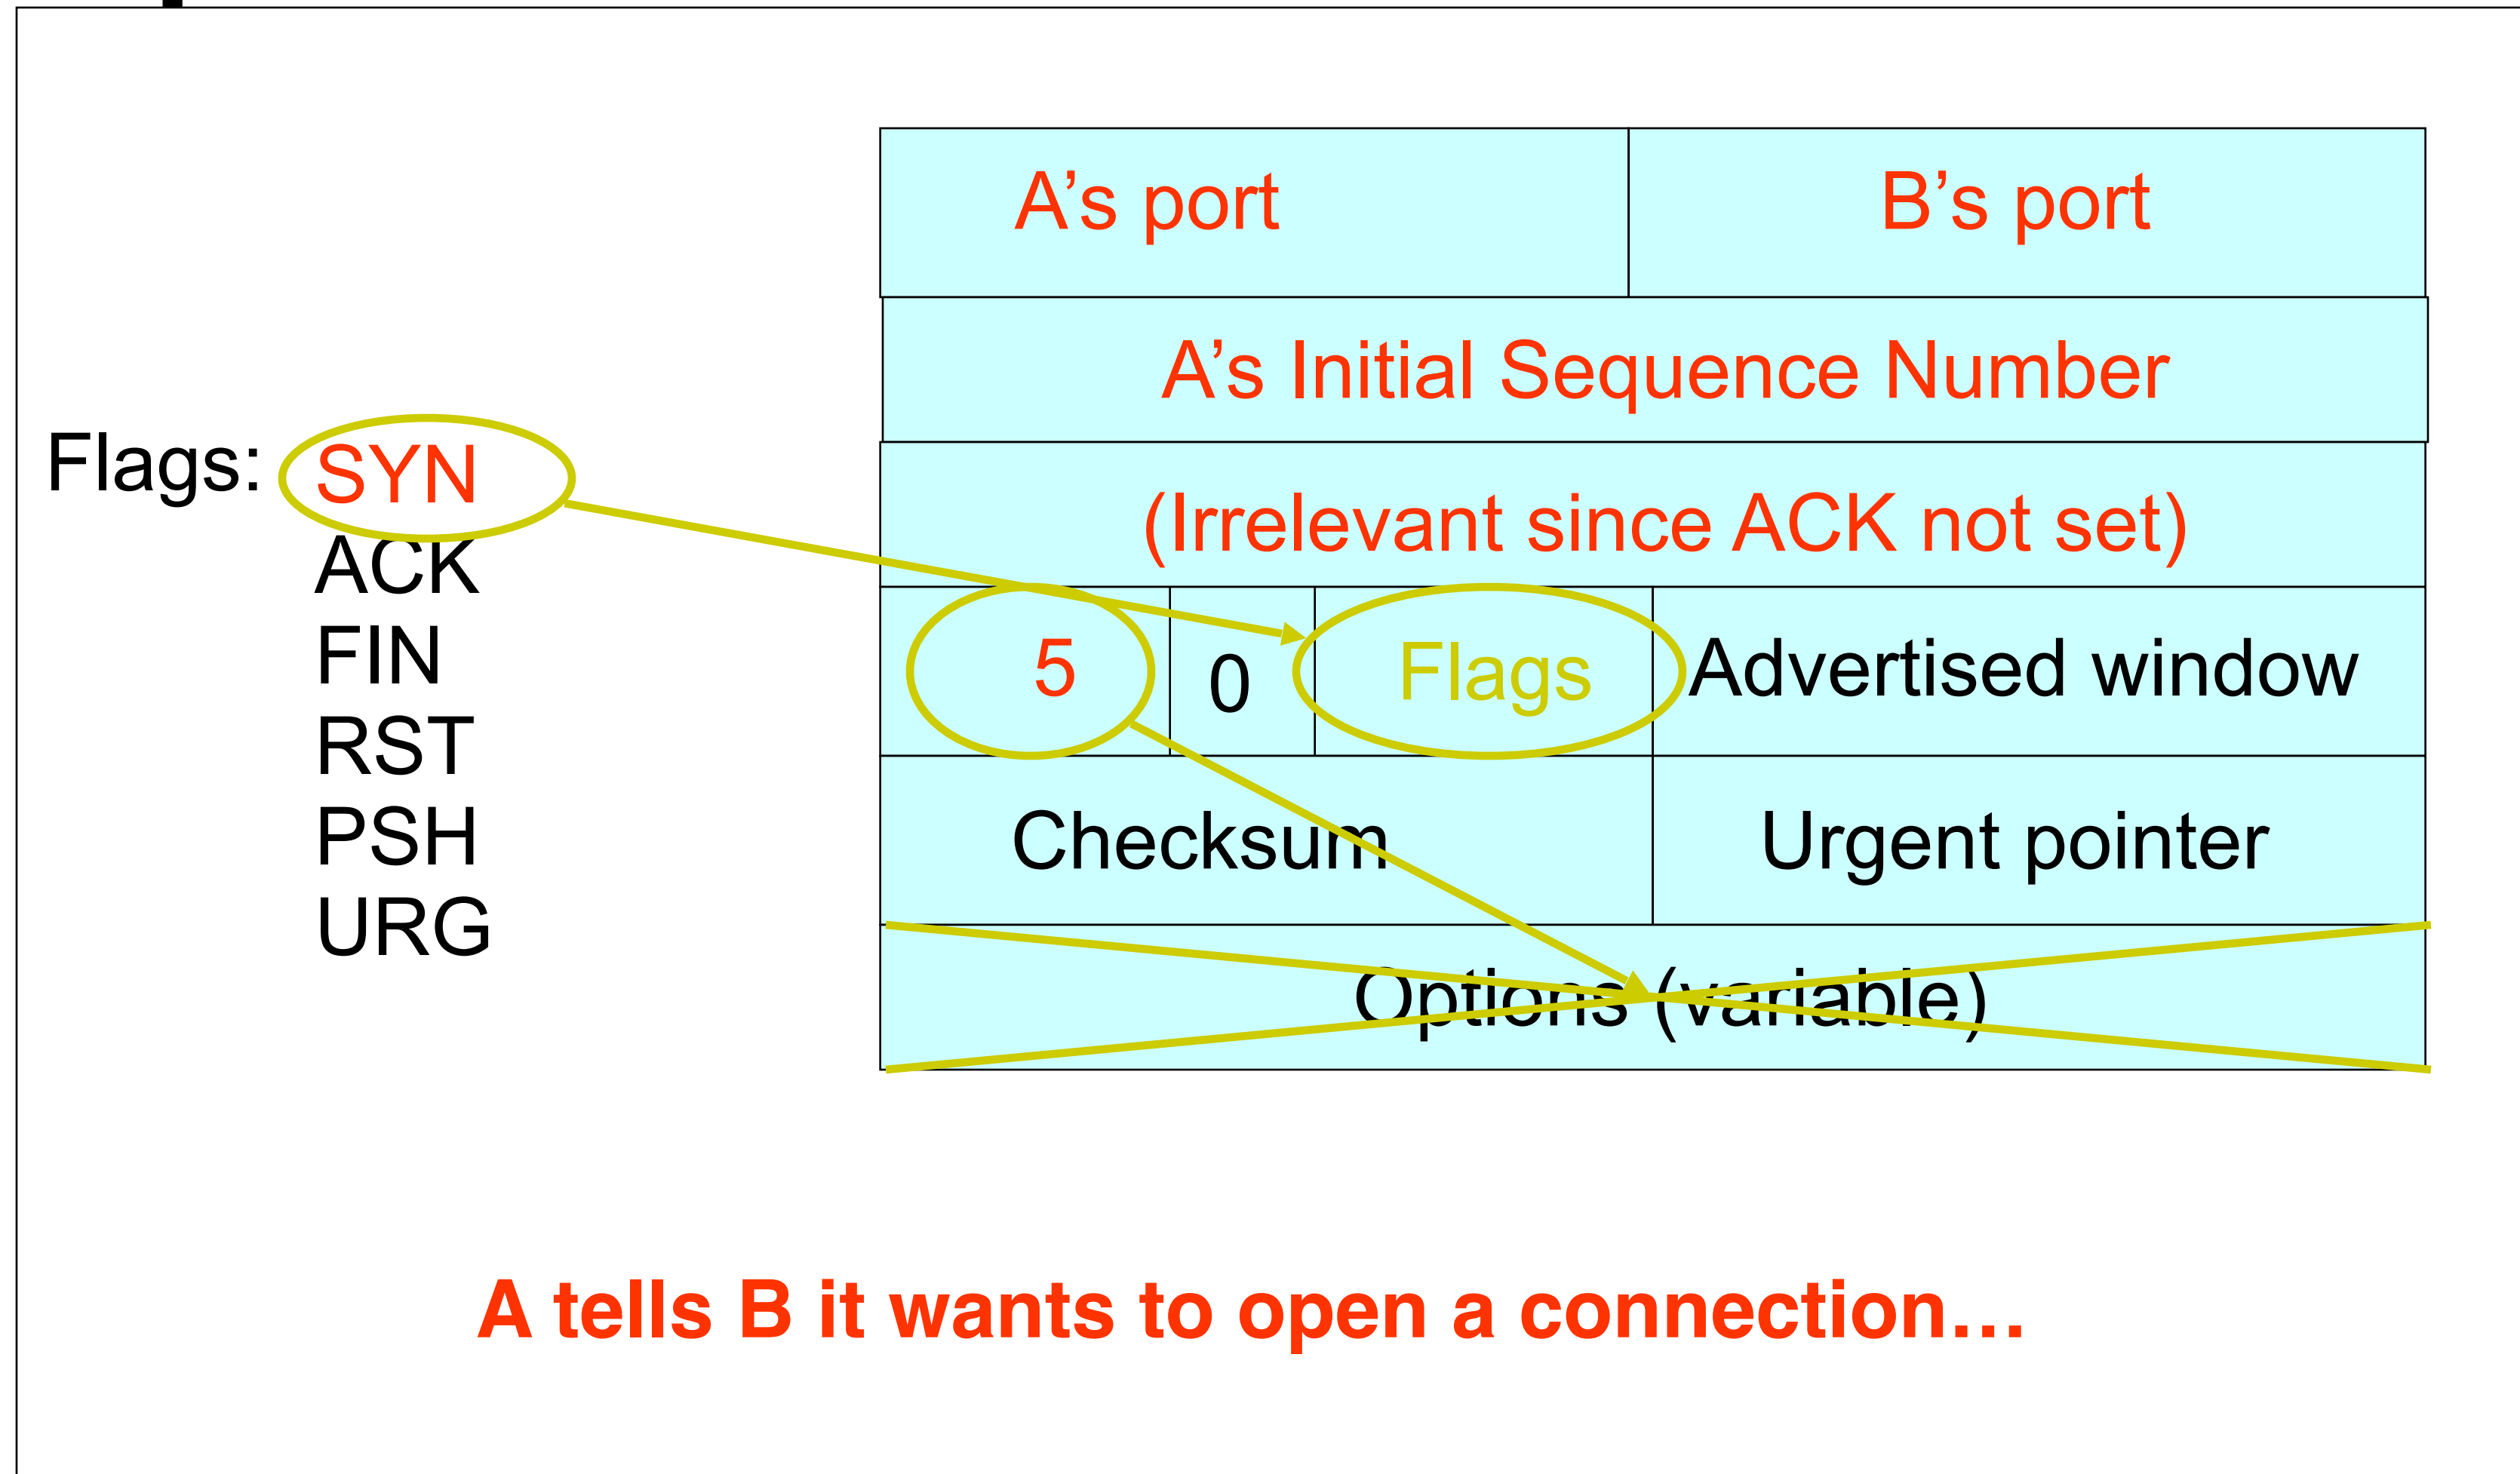 A’s port B’s port
A’s Initial Sequence Number
Flags: SYN
(Irrelevant since ACK not set)
ACK
FIN
5 0 Flags Advertised window
RST
PSH
Checksum Urgent pointer
URG
Options (variable)
A tells B it wants to open a connection…